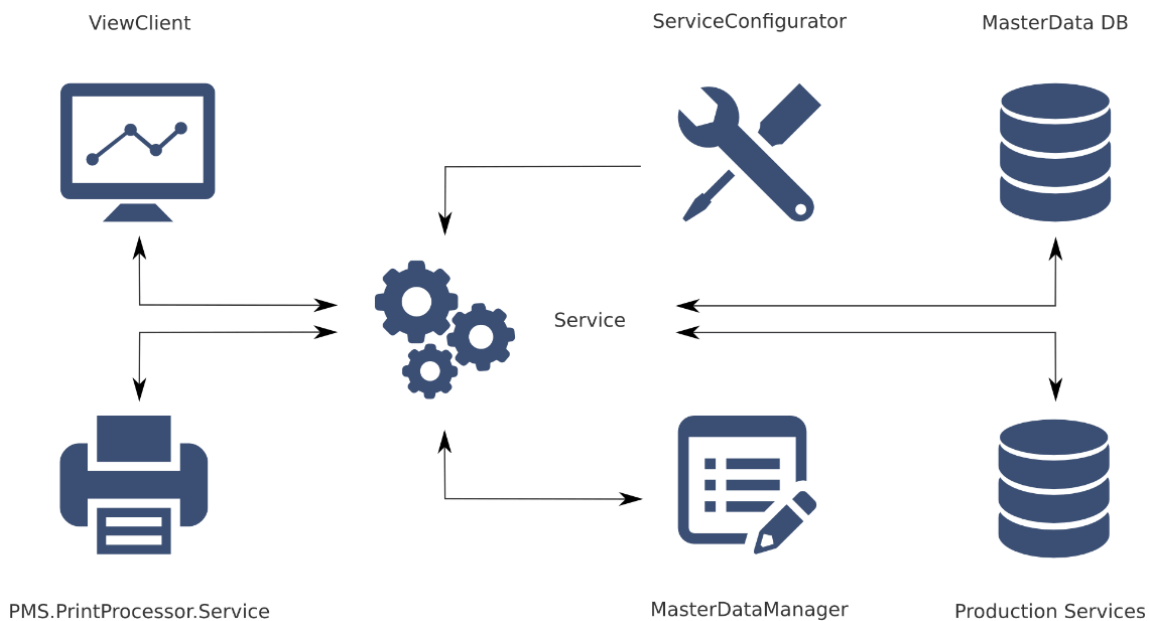 ViewClient
ServiceConfigurator
MasterData DB
Service
PMS.PrintProcessor.Service
MasterDataManager
Production Services